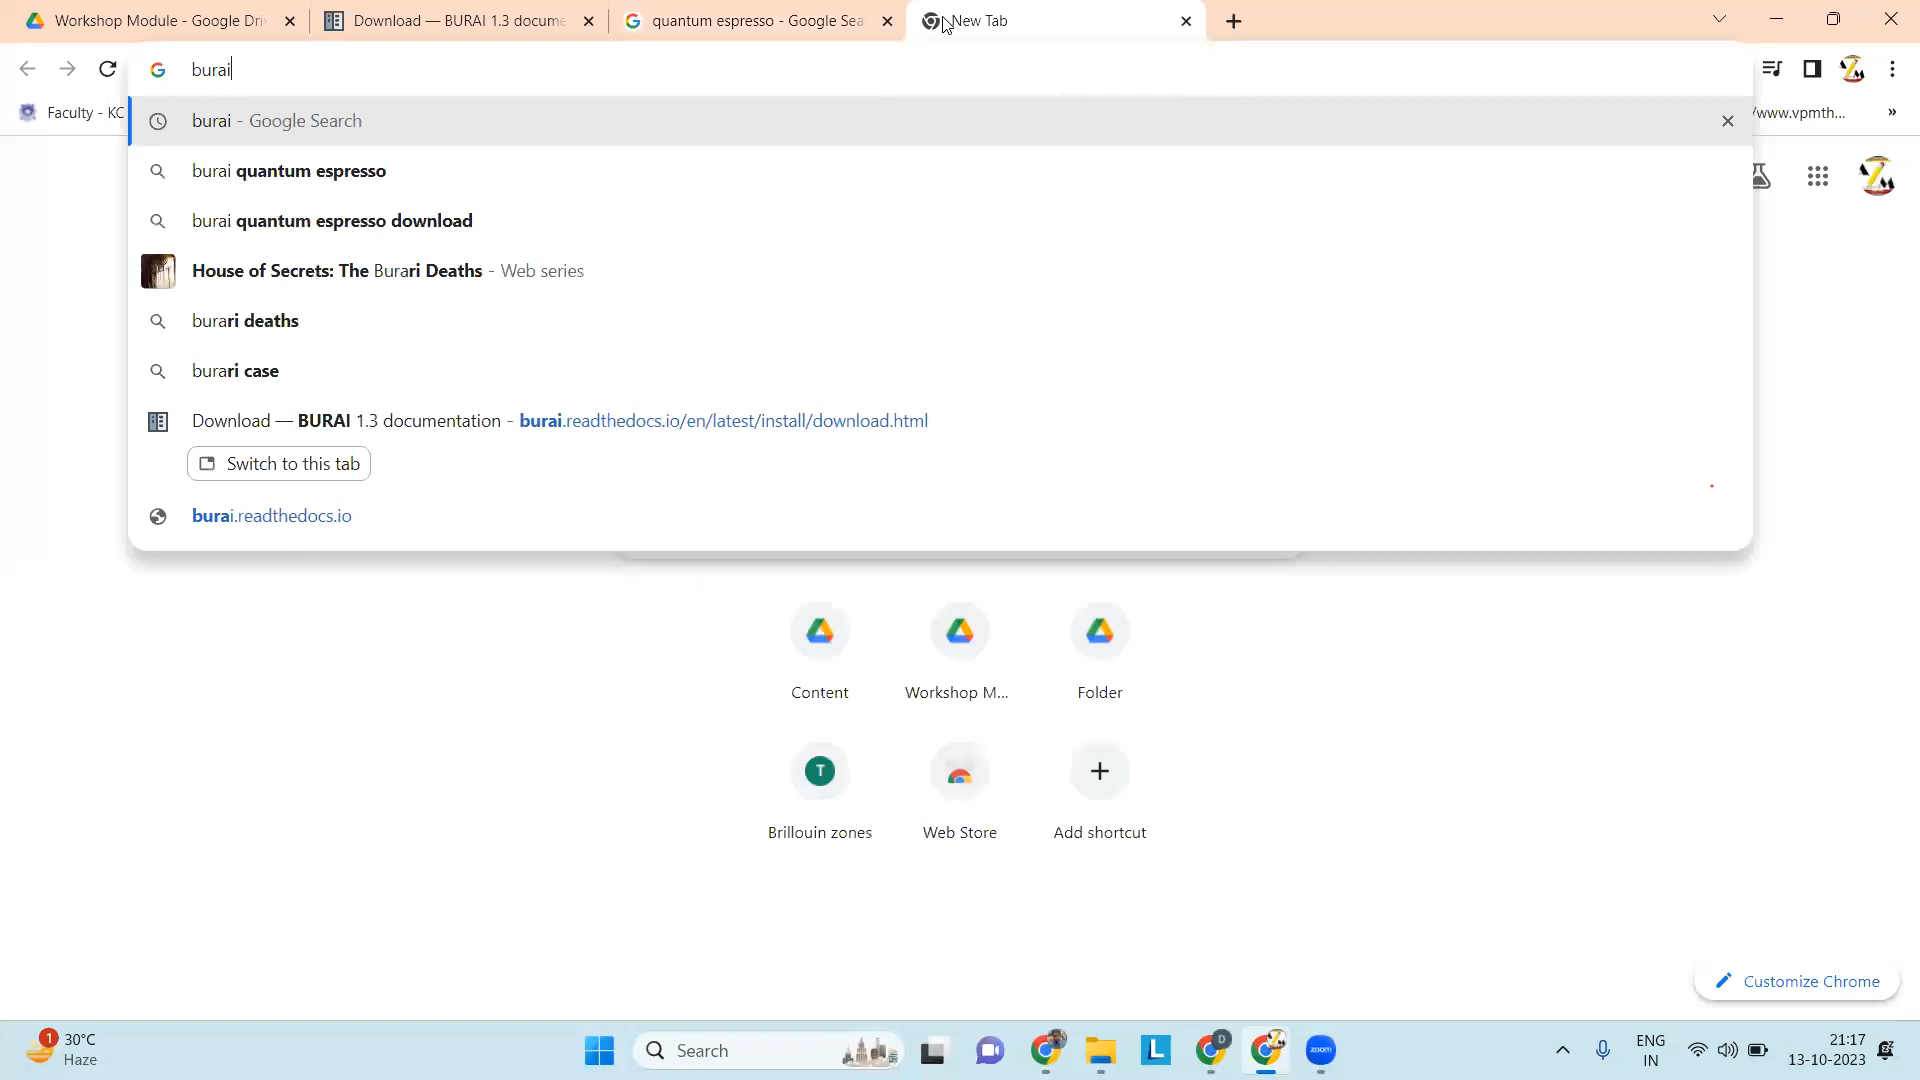 Workshop Module - Google Dri
Download — BURAI 1.3 docume
quantum espresso - Google Sea
New Tab
burai
Faculty - KC
/www.vpmth...
»
burai - Google Search
burai quantum espresso
burai quantum espresso download
House of Secrets: The Burari Deaths - Web series
burari deaths
burari case
Download — BURAI 1.3 documentation - burai.readthedocs.io/en/latest/install/download.html
Switch to this tab
burai.readthedocs.io
Content
Workshop M...
Folder
T
Brillouin zones
Web Store
Add shortcut
Customize Chrome
1
30°C
Haze
Search
L
D
zoom
ENG
IN
21:17
13-10-2023